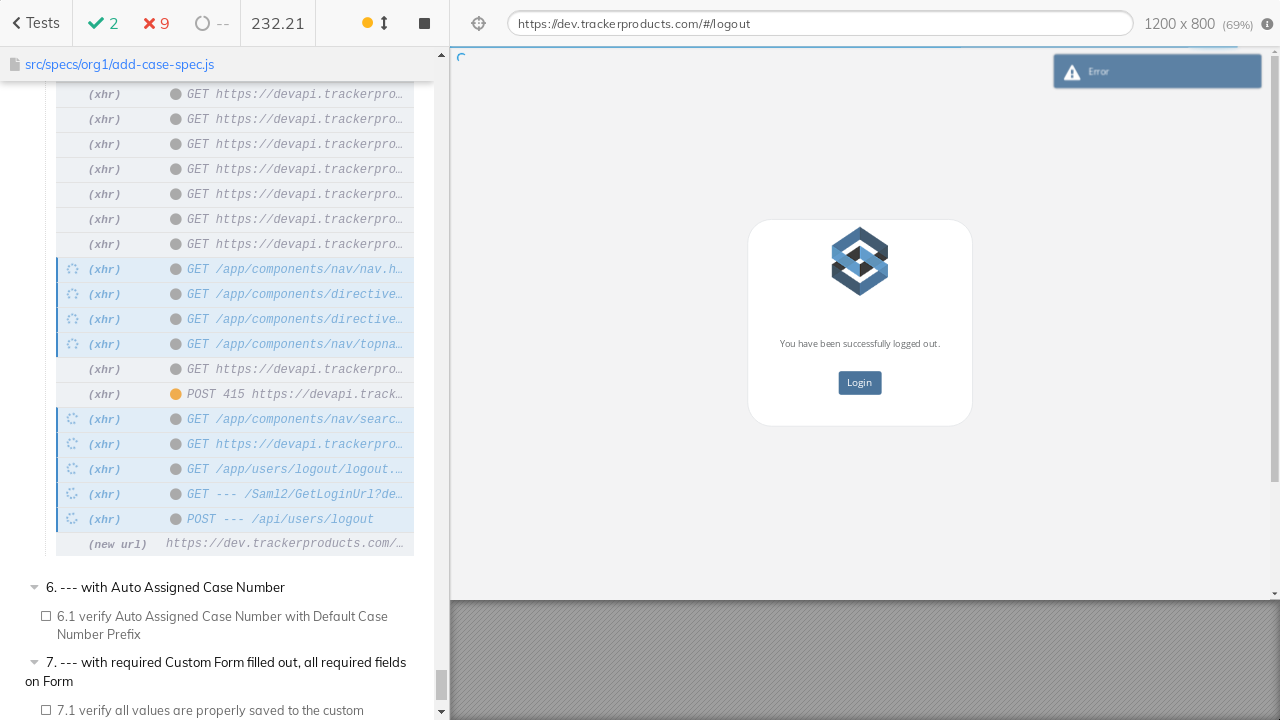 Tests 2 9 -- 232.21 https://dev.trackerproducts.com/#/logout 1200 x 800 (69%)
src/specs/org1/add-case-spec.js
Error
(xhr) GET https://devapi.trackerpro…
(xhr) GET https://devapi.trackerpro…
(xhr) GET https://devapi.trackerpro…
(xhr) GET https://devapi.trackerpro…
(xhr) GET https://devapi.trackerpro…
(xhr) GET https://devapi.trackerpro…
(xhr) GET https://devapi.trackerpro…
(xhr) GET /app/components/nav/nav.h…
(xhr) GET /app/components/directive…
(xhr) GET /app/components/directive…
(xhr) GET /app/components/nav/topna…
(xhr) GET https://devapi.trackerpro…
(xhr) POST 415 https://devapi.track…
(xhr) GET /app/components/nav/searc…
(xhr) GET https://devapi.trackerpro…
(xhr) GET /app/users/logout/logout.…
(xhr) GET --- /Saml2/GetLoginUrl?de…
(xhr) POST --- /api/users/logout
(new url) https://dev.trackerproducts.com/…
You have been successfully logged out.
Login
6. --- with Auto Assigned Case Number
6.1 verify Auto Assigned Case Number with Default Case
Number Prefix
7. --- with required Custom Form filled out, all required fields
on Form
7.1 verify all values are properly saved to the custom